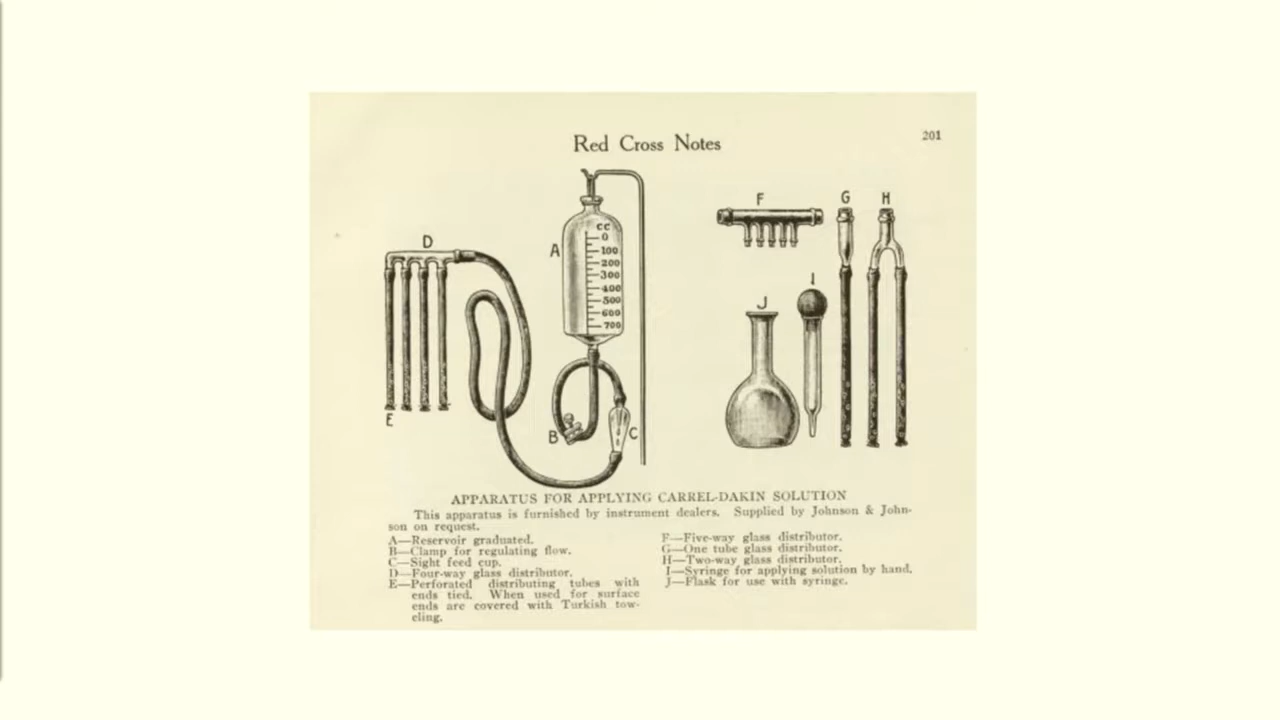 Red Cross Notes
201
F
G
H
D
A
cc
0
100
200
300
400
500
600
700
I
J
E
B
C
APPARATUS FOR APPLYING CARREL-DAKIN SOLUTION
This apparatus is furnished by instrument dealers. Supplied by Johnson & John-
son on request.
A—Reservoir graduated.
B—Clamp for regulating flow.
C—Sight feed cup.
D—Four-way glass distributor.
E—Perforated distributing tubes with
ends tied. When used for surface
ends are covered with Turkish tow-
eling.
F—Five-way glass distributor.
G—One tube glass distributor.
H—Two-way glass distributor.
I—Syringe for applying solution by hand.
J—Flask for use with syringe.